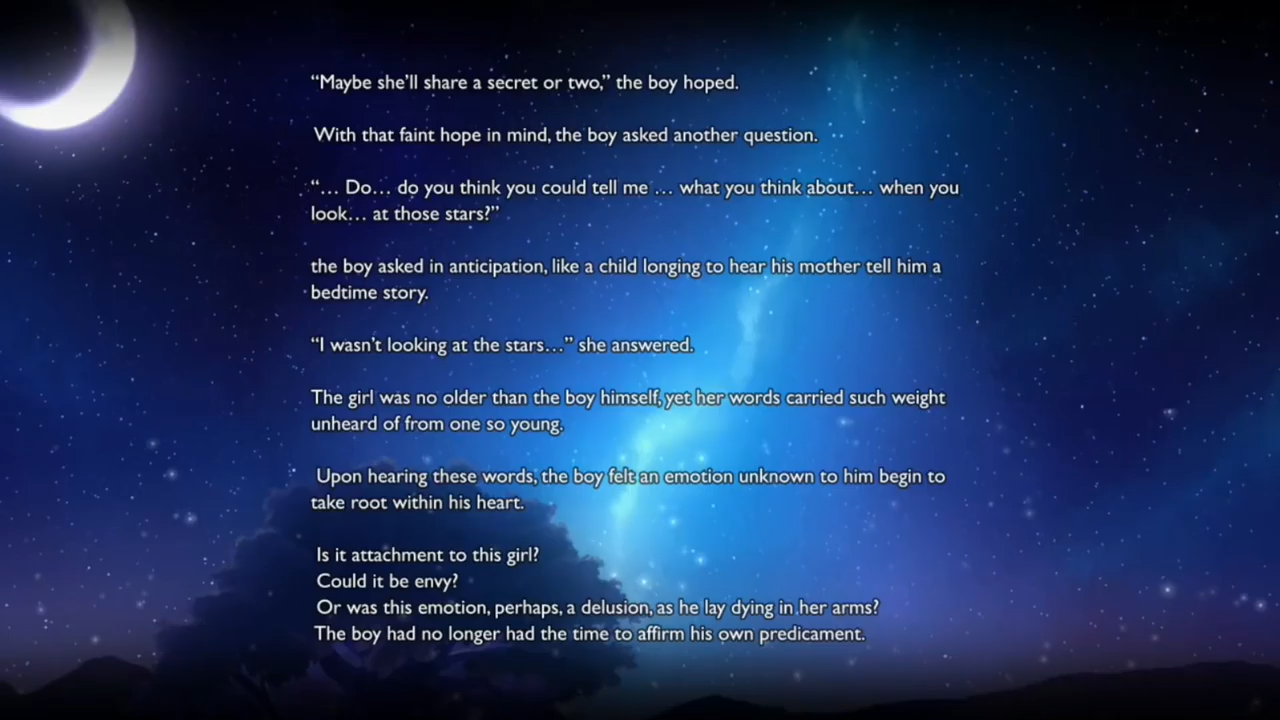 “Maybe she’ll share a secret or two,” the boy hoped.
With that faint hope in mind, the boy asked another question.
“… Do… do you think you could tell me … what you think about… when you
look… at those stars?”
the boy asked in anticipation, like a child longing to hear his mother tell him a
bedtime story.
“I wasn’t looking at the stars…” she answered.
The girl was no older than the boy himself, yet her words carried such weight
unheard of from one so young.
Upon hearing these words, the boy felt an emotion unknown to him begin to
take root within his heart.
Is it attachment to this girl?
Could it be envy?
Or was this emotion, perhaps, a delusion, as he lay dying in her arms?
The boy had no longer had the time to affirm his own predicament.